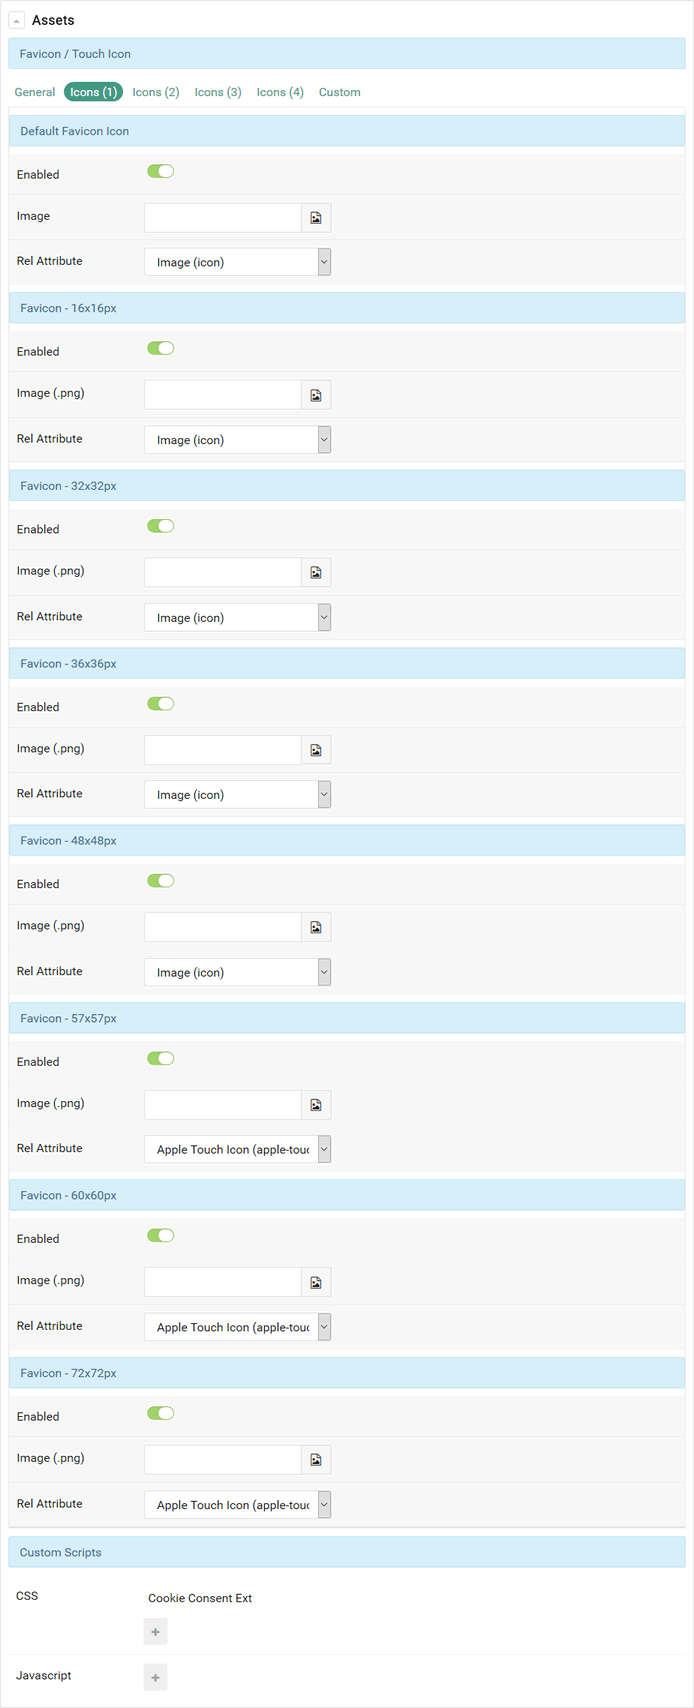 Assets
Favicon / Touch Icon
General Icons (1) Icons (2) Icons (3) Icons (4) Custom
Default Favicon Icon
Enabled
Image
Rel Attribute Image (icon)
Favicon - 16x16px
Enabled
Image (.png)
Rel Attribute Image (icon)
Favicon - 32x32px
Enabled
Image (.png)
Rel Attribute Image (icon)
Favicon - 36x36px
Enabled
Image (.png)
Rel Attribute Image (icon)
Favicon - 48x48px
Enabled
Image (.png)
Rel Attribute Image (icon)
Favicon - 57x57px
Enabled
Image (.png)
Rel Attribute Apple Touch Icon (apple-touc
Favicon - 60x60px
Enabled
Image (.png)
Rel Attribute Apple Touch Icon (apple-touc
Favicon - 72x72px
Enabled
Image (.png)
Rel Attribute Apple Touch Icon (apple-touc
Custom Scripts
CSS Cookie Consent Ext
+
Javascript +